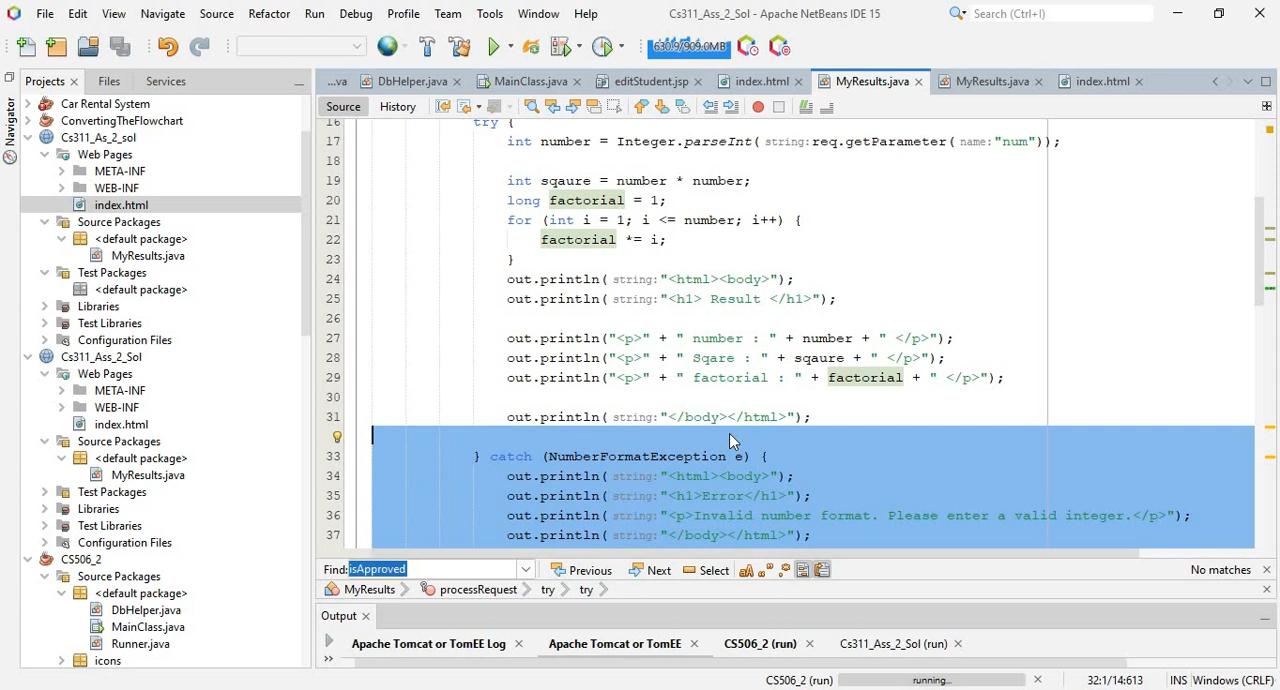 File Edit View Navigate Source Refactor Run Debug Profile Team Tools Window Help Cs311_Ass_2_Sol - Apache NetBeans IDE 15 Search (Ctrl+I)
630.9/909.0MB
Projects Files Services
...va DbHelper.java MainClass.java editStudent.jsp index.html MyResults.java MyResults.java index.html
Navigator
Source History
Car Rental System
ConvertingTheFlowchart
Cs311_As_2_sol
Web Pages
META-INF
WEB-INF
index.html
Source Packages
<default package>
MyResults.java
Test Packages
<default package>
Libraries
Test Libraries
Configuration Files
Cs311_Ass_2_Sol
Web Pages
META-INF
WEB-INF
index.html
Source Packages
<default package>
MyResults.java
Test Packages
Libraries
Test Libraries
Configuration Files
CS506_2
Source Packages
<default package>
DbHelper.java
MainClass.java
Runner.java
icons
16 try {
17 int number = Integer.parseInt(string:req.getParameter(name:"num"));
18
19 int sqaure = number * number;
20 long factorial = 1;
21 for (int i = 1; i <= number; i++) {
22 factorial *= i;
23 }
24 out.println(string:"<html><body>");
25 out.println(string:"<h1> Result </h1>");
26
27 out.println("<p>" + " number : " + number + " </p>");
28 out.println("<p>" + " Sqare : " + sqaure + " </p>");
29 out.println("<p>" + " factorial : " + factorial + " </p>");
30
31 out.println(string:"</body></html>");
33 } catch (NumberFormatException e) {
34 out.println(string:"<html><body>");
35 out.println(string:"<h1>Error</h1>");
36 out.println(string:"<p>Invalid number format. Please enter a valid integer.</p>");
37 out.println(string:"</body></html>");
Find: isApproved Previous Next Select No matches
MyResults processRequest try try
Output
Apache Tomcat or TomEE Log Apache Tomcat or TomEE CS506_2 (run) Cs311_Ass_2_Sol (run)
CS506_2 (run) running... 32:1/14:613 INS Windows (CRLF)